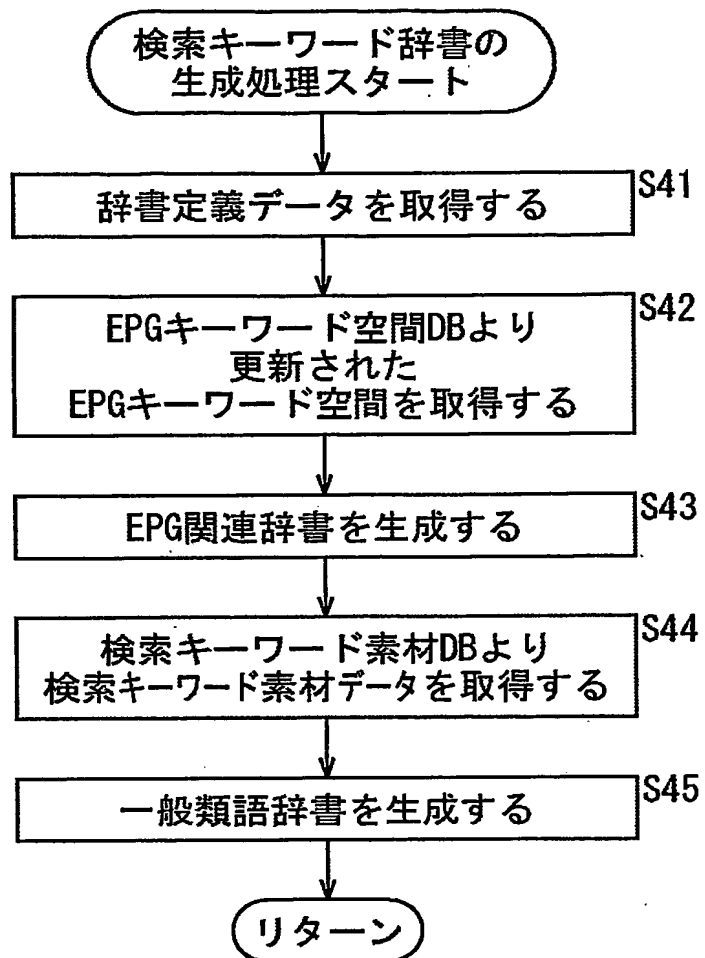 検索キーワード辞書の
生成処理スタート
S41
辞書定義データを取得する
S42
EPGキーワード空間DBより
更新された
EPGキーワード空間を取得する
S43
EPG関連辞書を生成する
S44
検索キーワード素材DBより
検索キーワード素材データを取得する
S45
一般類語辞書を生成する
リターン